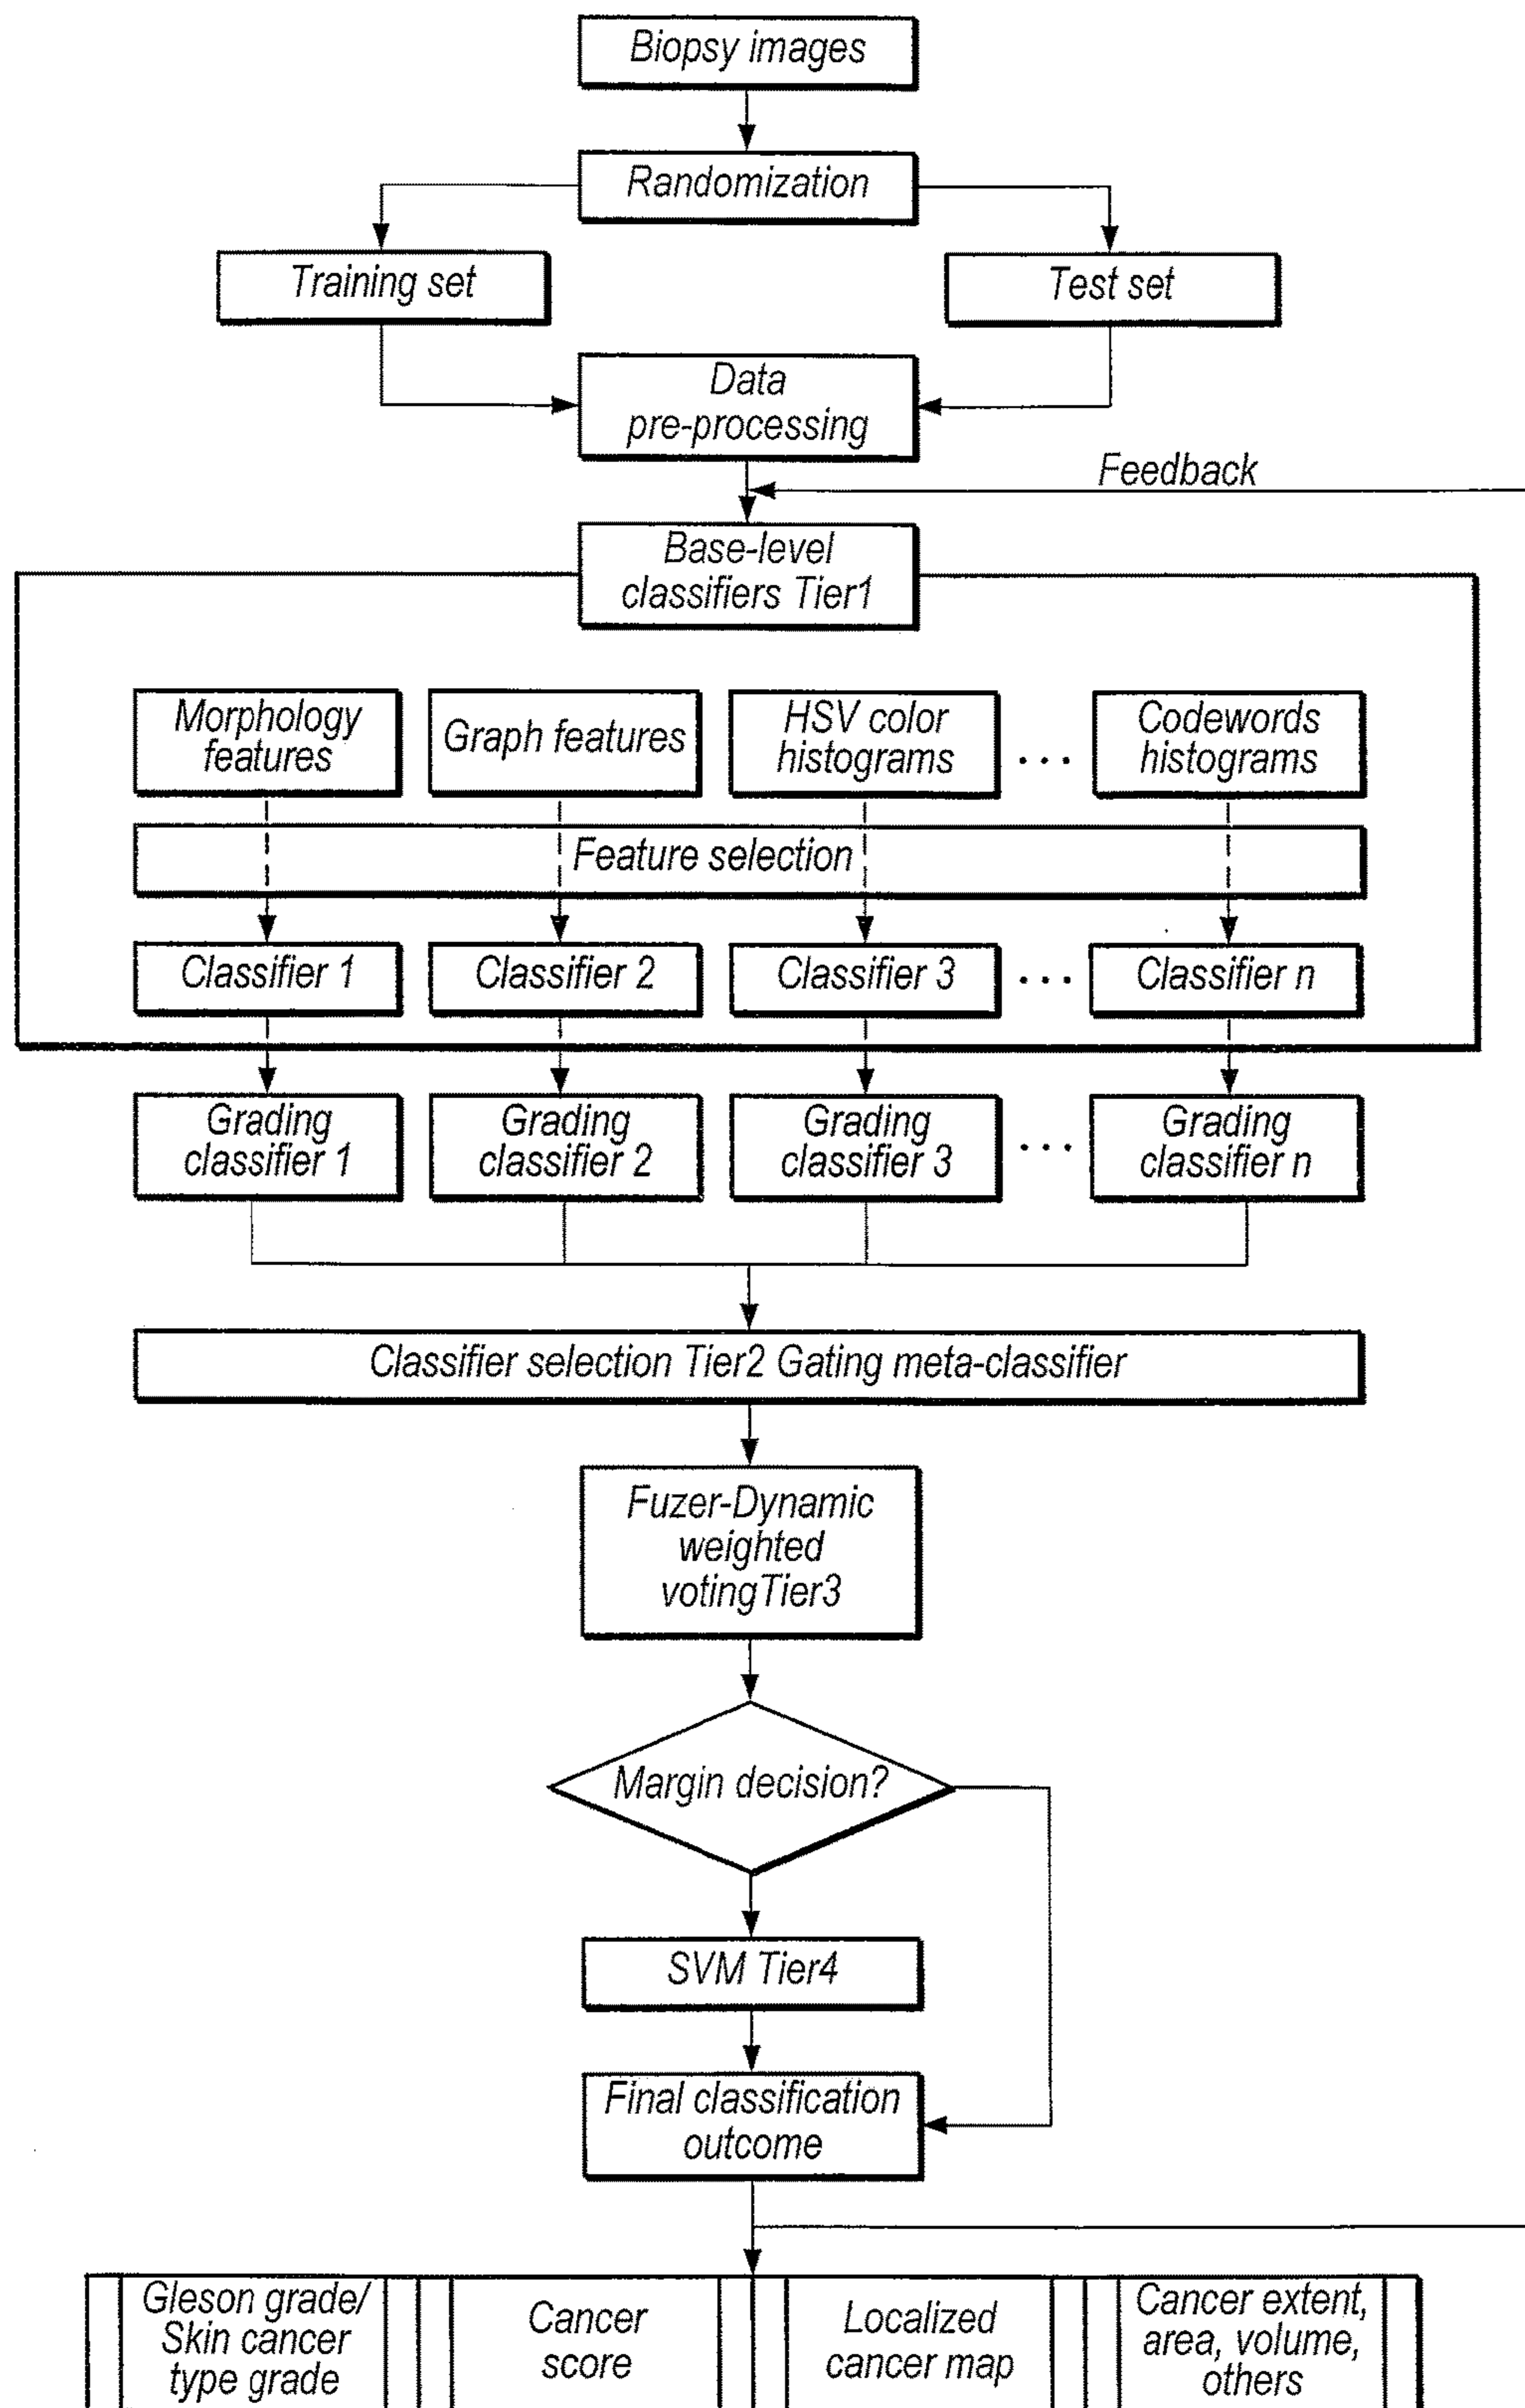 Biopsy images
Randomization
Training set
Test set
Data
pre-processing
Feedback
Base-level
classifiers Tier1
Morphology
features
Graph features
HSV color
histograms
...
Codewords
histograms
Feature selection
Classifier 1
Classifier 2
Classifier 3
...
Classifier n
Grading
classifier 1
Grading
classifier 2
Grading
classifier 3
...
Grading
classifier n
Classifier selection Tier2 Gating meta-classifier
Fuzer-Dynamic
weighted
votingTier3
Margin decision?
SVM Tier4
Final classification
outcome
Gleson grade/
Skin cancer
type grade
Cancer
score
Localized
cancer map
Cancer extent,
area, volume,
others